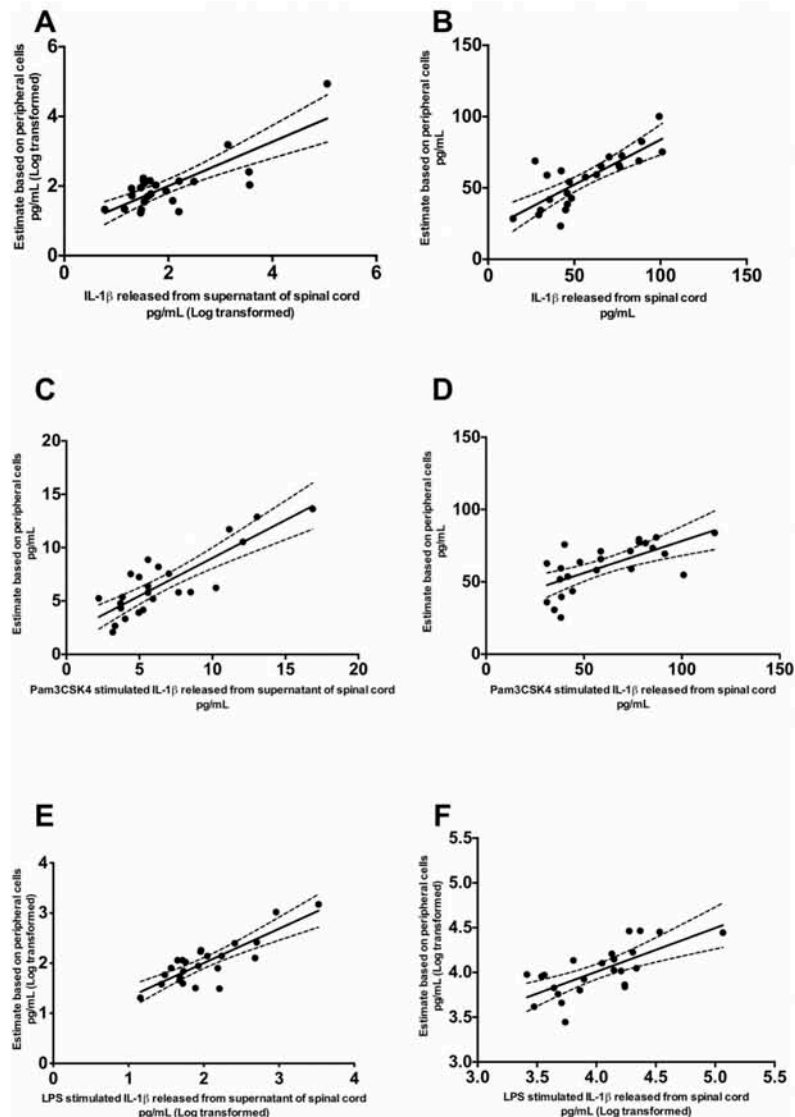 A
Estimate based on peripheral cells
pg/mL (Log transformed)
6
4
2
0
0
2
4
6
IL-1β released from supernatant of spinal cord
pg/mL (Log transformed)
B
Estimate based on peripheral cells
pg/mL
150
100
50
0
0
50
100
150
IL-1β released from spinal cord
pg/mL
C
Estimate based on peripheral cells
pg/mL
20
15
10
5
0
0
5
10
15
20
Pam3CSK4 stimulated IL-1β released from supernatant of spinal cord
pg/mL
D
Estimate based on peripheral cells
pg/mL
150
100
50
0
0
50
100
150
Pam3CSK4 stimulated IL-1β released from spinal cord
pg/mL
E
Estimate based on peripheral cells
pg/mL (Log transformed)
4
3
2
1
0
0
1
2
3
4
LPS stimulated IL-1β released from supernatant of spinal cord
pg/mL (Log transformed)
F
Estimate based on peripheral cells
pg/mL (Log transformed)
5.5
5.0
4.5
4.0
3.5
3.0
3.0
3.5
4.0
4.5
5.0
5.5
LPS stimulated IL-1β released from spinal cord
pg/mL (Log transformed)